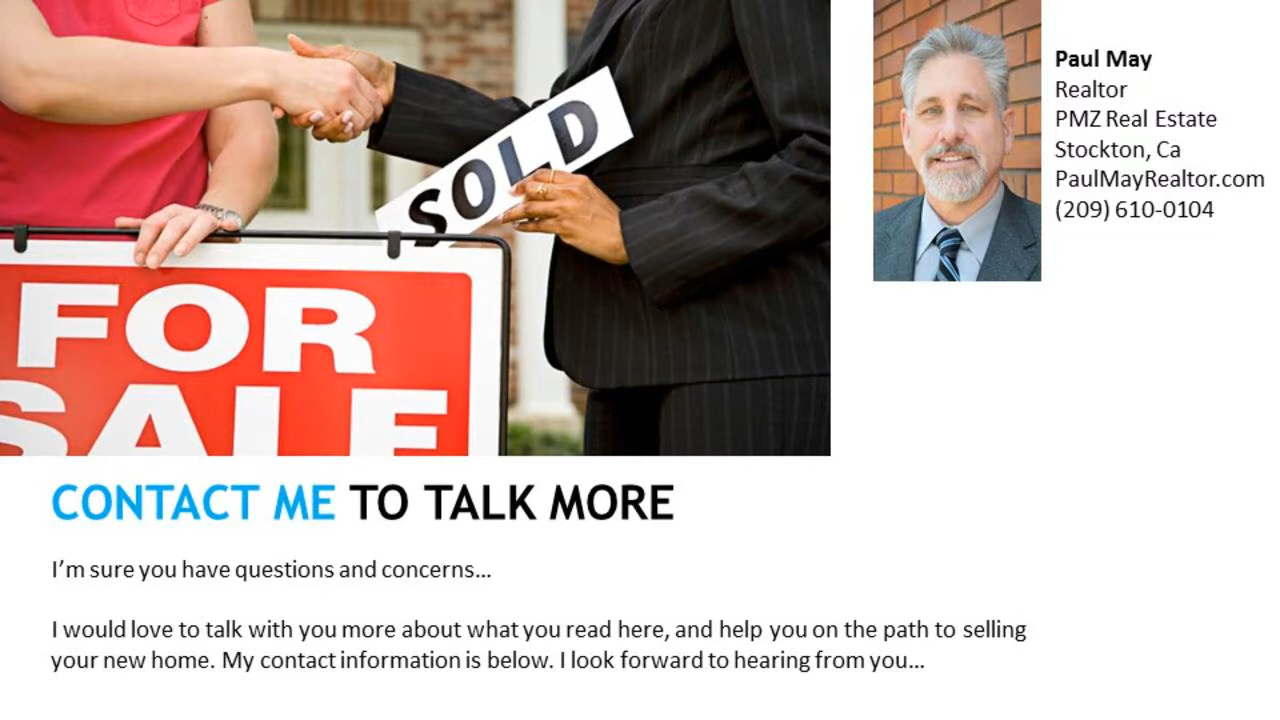 SOLD
FOR
SALE
Paul May
Realtor
PMZ Real Estate
Stockton, Ca
PaulMayRealtor.com
(209) 610-0104
CONTACT ME TO TALK MORE
I’m sure you have questions and concerns…
I would love to talk with you more about what you read here, and help you on the path to selling
your new home. My contact information is below. I look forward to hearing from you…